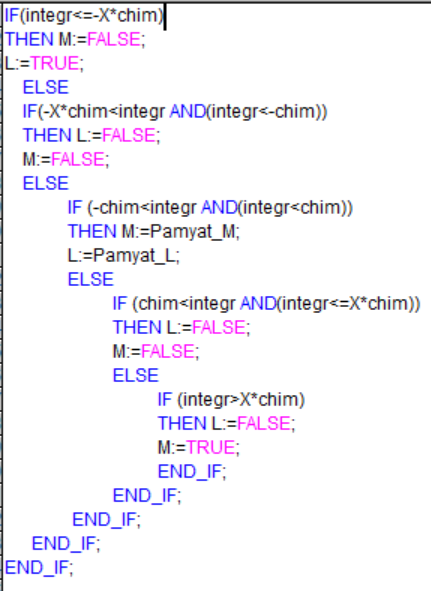 IF(integr<=-X*chim)
THEN M:=FALSE;
L:=TRUE;
ELSE
IF(-X*chim<integr AND(integr<-chim))
THEN L:=FALSE;
M:=FALSE;
ELSE
IF (-chim<integr AND(integr<chim))
THEN M:=Pamyat_M;
L:=Pamyat_L;
ELSE
IF (chim<integr AND(integr<=X*chim))
THEN L:=FALSE;
M:=FALSE;
ELSE
IF (integr>X*chim)
THEN L:=FALSE;
M:=TRUE;
END_IF;
END_IF;
END_IF;
END_IF;
END_IF;